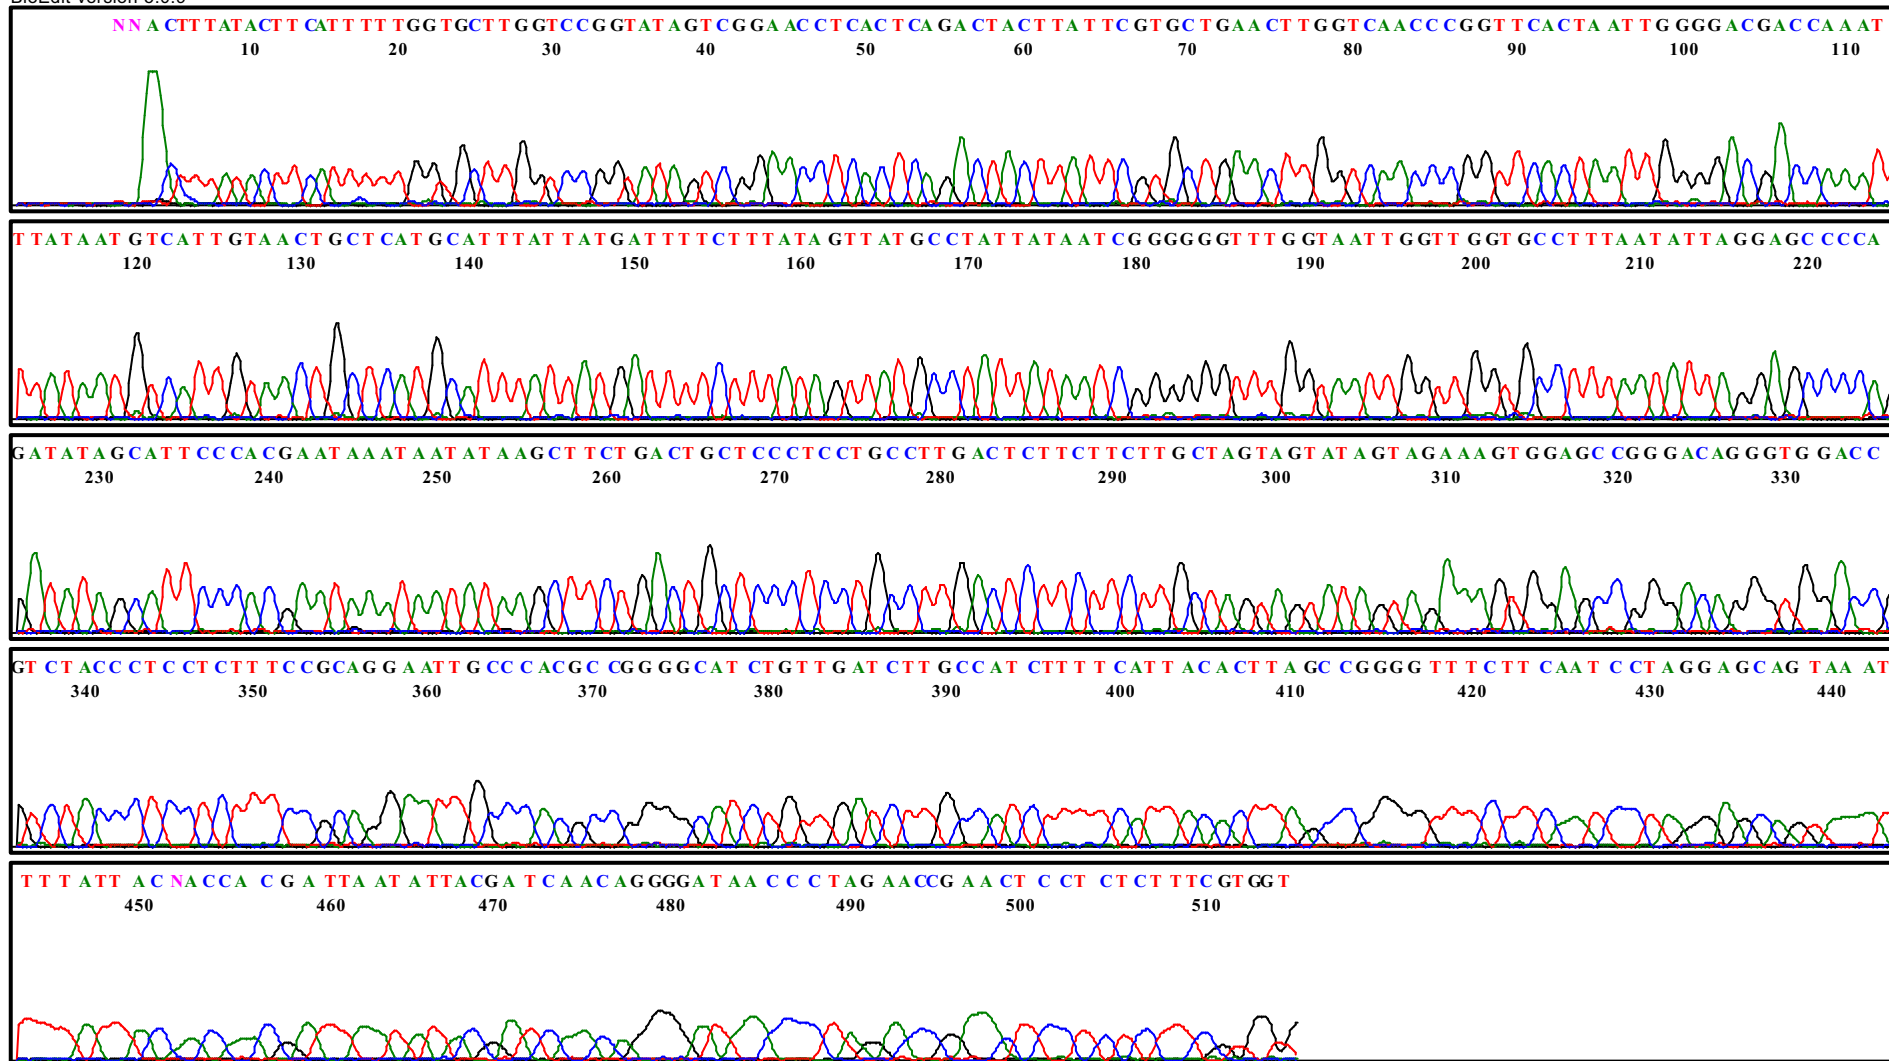 NNACTTTATACTTCATTTTTGGTGCTTGGTCCGGTATAGTCGGAACCTCACTCAGACTACTTATTCGTGCTGAACTTGGTCAACCCGGTTCACTAATTGGGGACGACCAAAT
10 20 30 40 50 60 70 80 90 100 110
TTATAATGTCATTGTAACTGCTCATGCATTTATTATGATTTTCTTTATAGTTATGCCTATTATAATCGGGGGGTTTGGTAATTGGTTGGTGCCTTTAATATTAGGAGCCCCA
120 130 140 150 160 170 180 190 200 210 220
GATATAGCATTCCCACGAATAAATAATATAAGCTTCTGACTGCTCCCTCCTGCCTTGACTCTTCTTCTTGCTAGTAGTATAGTAGAAAGTGGAGCCGGGACAGGGTGGACC
230 240 250 260 270 280 290 300 310 320 330
GTCTACCCTCCTCTTTCCGCAGGAATTGCCCACGCCGGGGCATCTGTTGATCTTGCCATCTTTTCATTACACTTAGCCGGGGTTTCTTCAATCCTAGGAGCAGTAAAT
340 350 360 370 380 390 400 410 420 430 440
TTTATTACNACCACGATTAATATTACGATCAACAGGGGATAACCCCTAGAACCGAACTCCTCTCTTTCGTGGT
450 460 470 480 490 500 510